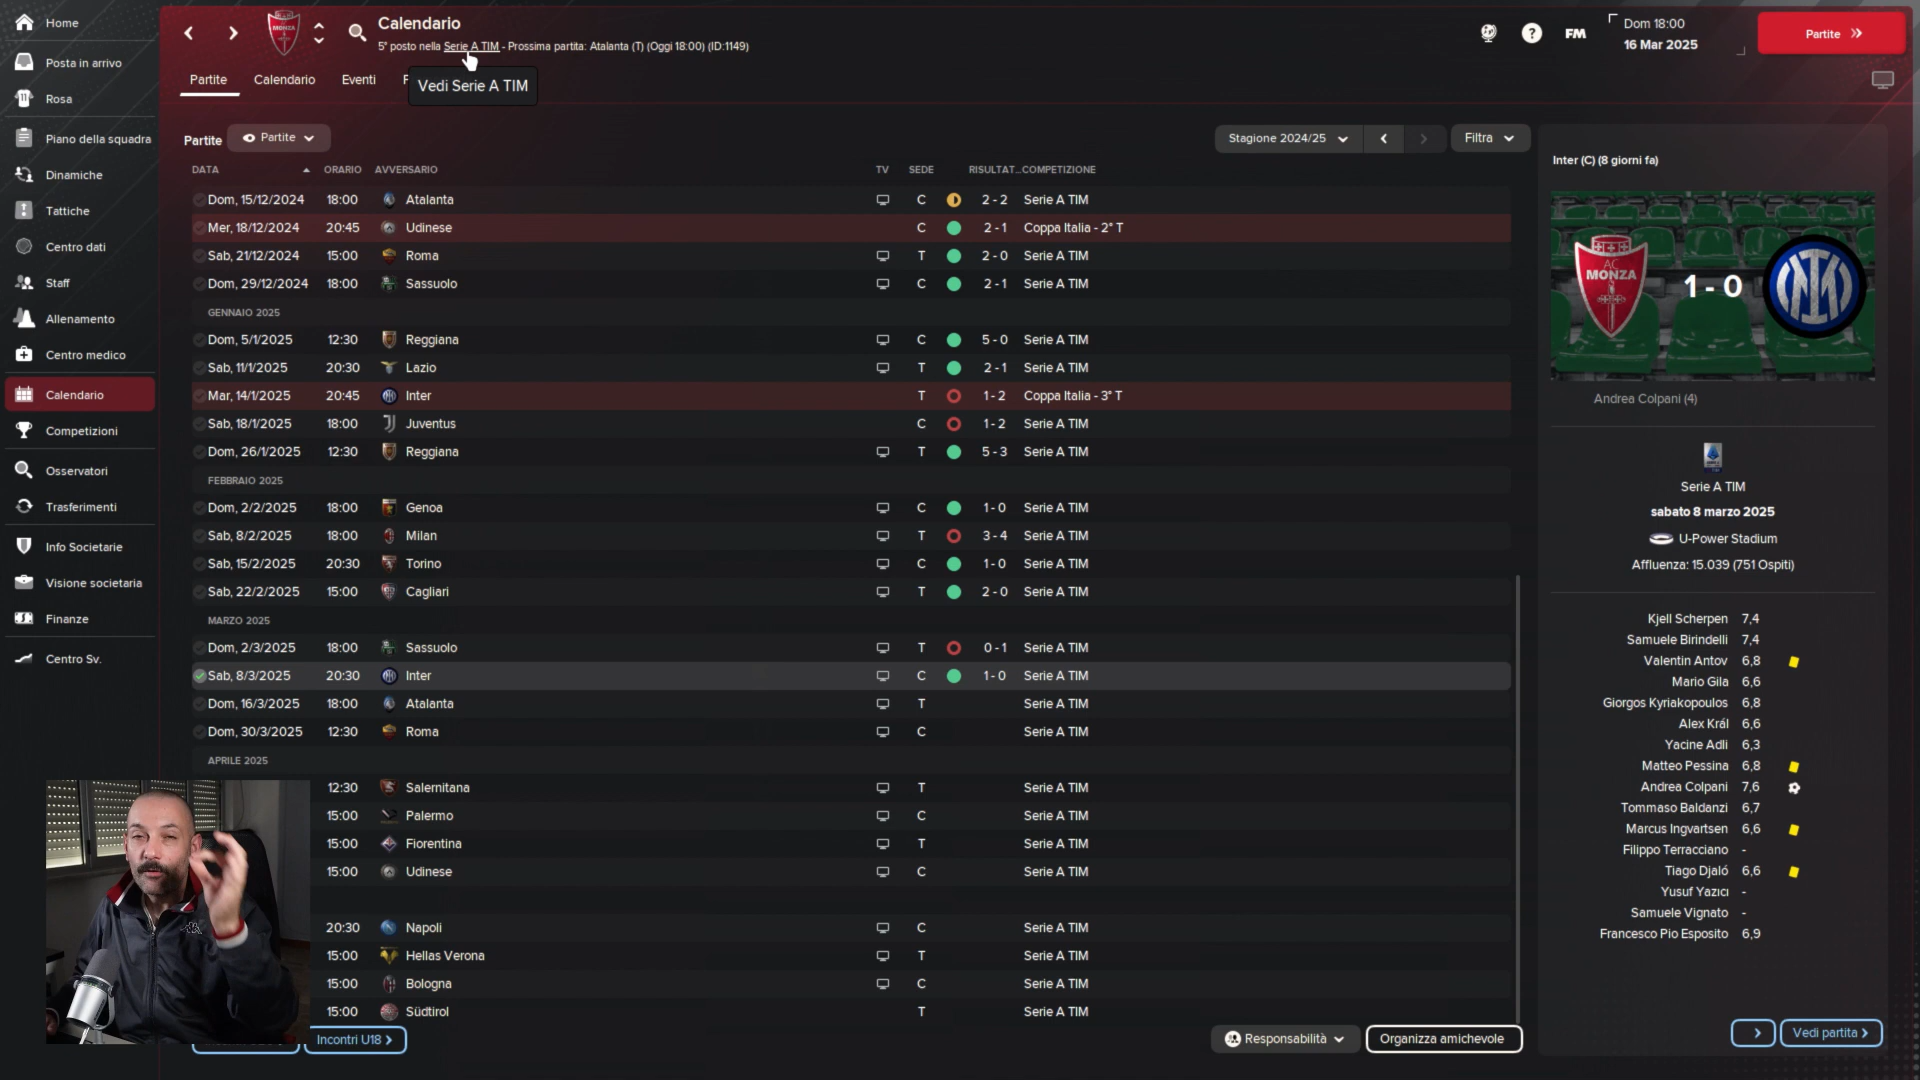 Home
Posta in arrivo
Rosa
Piano della squadra
Dinamiche
Tattiche
Centro dati
Staff
Allenamento
Centro medico
Calendario
Competizioni
Osservatori
Trasferimenti
Info Societarie
Visione societaria
Finanze
Centro Sv.
Calendario
5° posto nella Serie A TIM - Prossima partita: Atalanta (T) (Oggi 18:00) (ID:1149)
Partite Calendario Eventi
Vedi Serie A TIM
? FM
Dom 18:00
16 Mar 2025
Partite
Partite Partite
Stagione 2024/25 Filtra
DATA ORARIO AVVERSARIO TV SEDE RISULTAT... COMPETIZIONE
Dom, 15/12/2024 18:00 Atalanta C 2 - 2 Serie A TIM
Mer, 18/12/2024 20:45 Udinese C 2 - 1 Coppa Italia - 2° T
Sab, 21/12/2024 15:00 Roma T 2 - 0 Serie A TIM
Dom, 29/12/2024 18:00 Sassuolo C 2 - 1 Serie A TIM
GENNAIO 2025
Dom, 5/1/2025 12:30 Reggiana C 5 - 0 Serie A TIM
Sab, 11/1/2025 20:30 Lazio T 2 - 1 Serie A TIM
Mar, 14/1/2025 20:45 Inter T 1 - 2 Coppa Italia - 3° T
Sab, 18/1/2025 18:00 Juventus C 1 - 2 Serie A TIM
Dom, 26/1/2025 12:30 Reggiana T 5 - 3 Serie A TIM
FEBBRAIO 2025
Dom, 2/2/2025 18:00 Genoa C 1 - 0 Serie A TIM
Sab, 8/2/2025 18:00 Milan T 3 - 4 Serie A TIM
Sab, 15/2/2025 20:30 Torino C 1 - 0 Serie A TIM
Sab, 22/2/2025 15:00 Cagliari T 2 - 0 Serie A TIM
MARZO 2025
Dom, 2/3/2025 18:00 Sassuolo T 0 - 1 Serie A TIM
Sab, 8/3/2025 20:30 Inter C 1 - 0 Serie A TIM
Dom, 16/3/2025 18:00 Atalanta T Serie A TIM
Dom, 30/3/2025 12:30 Roma C Serie A TIM
APRILE 2025
12:30 Salernitana T Serie A TIM
15:00 Palermo C Serie A TIM
15:00 Fiorentina T Serie A TIM
15:00 Udinese C Serie A TIM
20:30 Napoli C Serie A TIM
15:00 Hellas Verona T Serie A TIM
15:00 Bologna C Serie A TIM
15:00 Südtirol T Serie A TIM
Incontri U18
Responsabilità
Organizza amichevole
Inter (C) (8 giorni fa)
A.C.
MONZA
1 - 0
Andrea Colpani (4)
Serie A TIM
sabato 8 marzo 2025
U-Power Stadium
Affluenza: 15.039 (751 Ospiti)
Kjell Scherpen 7,4
Samuele Birindelli 7,4
Valentin Antov 6,8
Mario Gila 6,6
Giorgos Kyriakopoulos 6,8
Alex Král 6,6
Yacine Adli 6,3
Matteo Pessina 6,8
Andrea Colpani 7,6
Tommaso Baldanzi 6,7
Marcus Ingvartsen 6,6
Filippo Terracciano -
Tiago Djaló 6,6
Yusuf Yazıcı -
Samuele Vignato -
Francesco Pio Esposito 6,9
Vedi partita